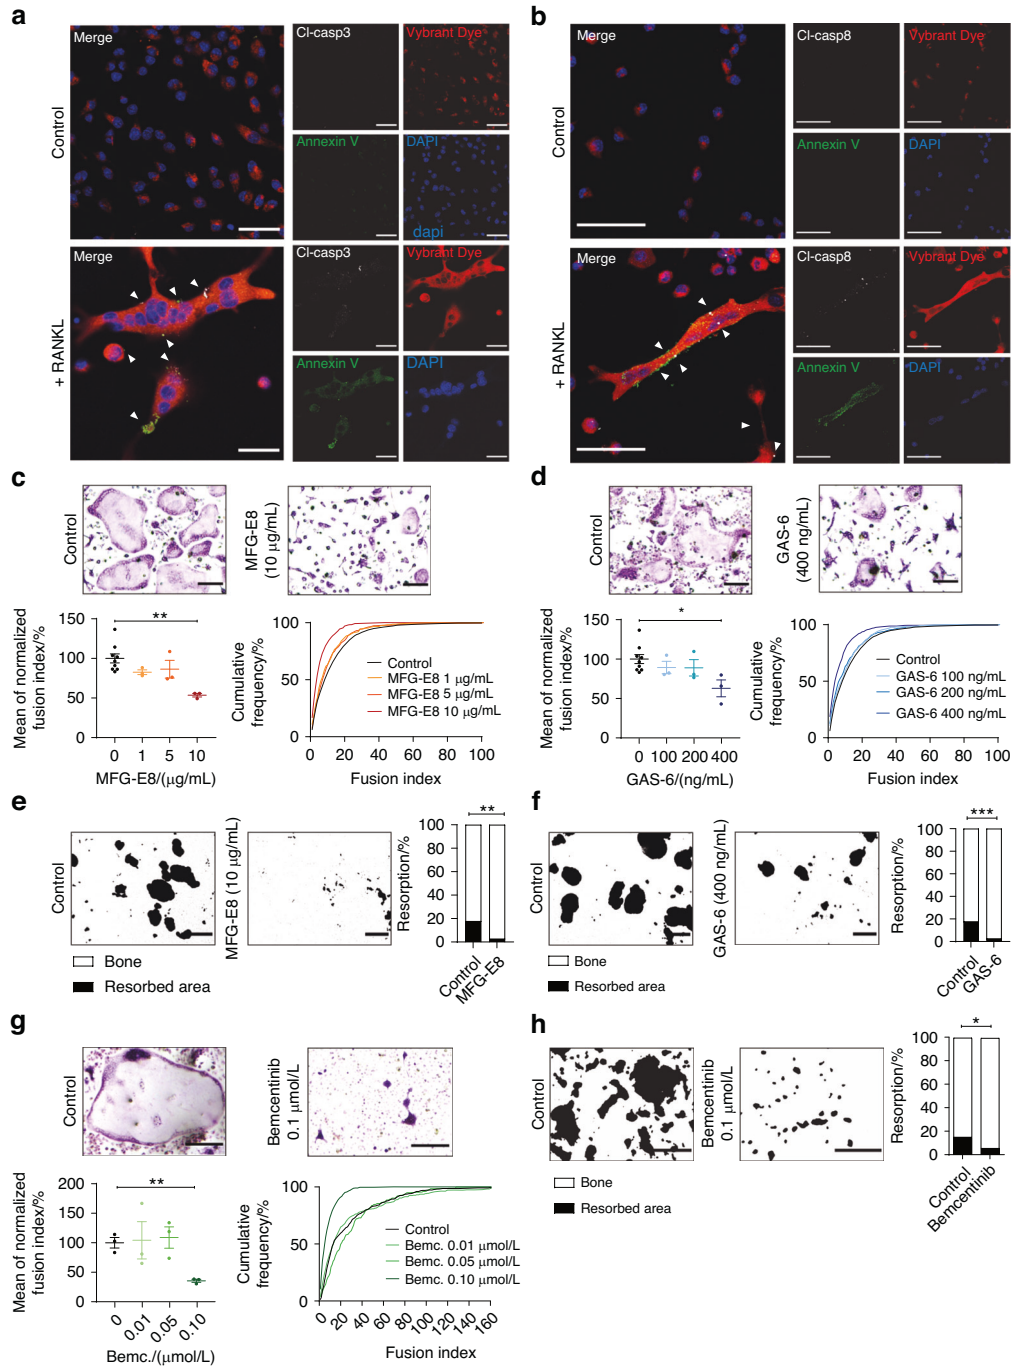 a
Merge
Cl-casp3
Vybrant Dye
Control
Annexin V
DAPI
dapi
Merge
Cl-casp3
Vybrant Dye
+ RANKL
Annexin V
DAPI
b
Merge
Cl-casp8
Vybrant Dye
Control
Annexin V
DAPI
Merge
Cl-casp8
Vybrant Dye
+ RANKL
Annexin V
DAPI
c
Control
MFG-E8
(10 μg/mL)
Mean of normalized
fusion index/%
150
100
50
0
**
0 1 5 10
MFG-E8/(μg/mL)
Cumulative
frequency/%
100
50
0
Control
MFG-E8 1 μg/mL
MFG-E8 5 μg/mL
MFG-E8 10 μg/mL
0 20 40 60 80 100
Fusion index
d
Control
GAS-6
(400 ng/mL)
Mean of normalized
fusion index/%
150
100
50
0
*
0 100 200 400
GAS-6/(ng/mL)
Cumulative
frequency/%
100
50
0
Control
GAS-6 100 ng/mL
GAS-6 200 ng/mL
GAS-6 400 ng/mL
0 20 40 60 80 100
Fusion index
e
Control
MFG-E8 (10 μg/mL)
Bone
Resorbed area
Resorption/%
100
80
60
40
20
0
**
Control
MFG-E8
f
Control
GAS-6 (400 ng/mL)
Bone
Resorbed area
Resorption/%
100
80
60
40
20
0
***
Control
GAS-6
g
Control
Bemcentinib
0.1 μmol/L
Mean of normalized
fusion index/%
200
150
100
50
0
**
0 0.01 0.05 0.10
Bemc./(μmol/L)
Cumulative
frequency/%
100
50
0
Control
Bemc. 0.01 μmol/L
Bemc. 0.05 μmol/L
Bemc. 0.10 μmol/L
0 20 40 60 80 100 120 140 160
Fusion index
h
Control
Bemcentinib
0.1 μmol/L
Bone
Resorbed area
Resorption/%
100
80
60
40
20
0
*
Control
Bemcentinib